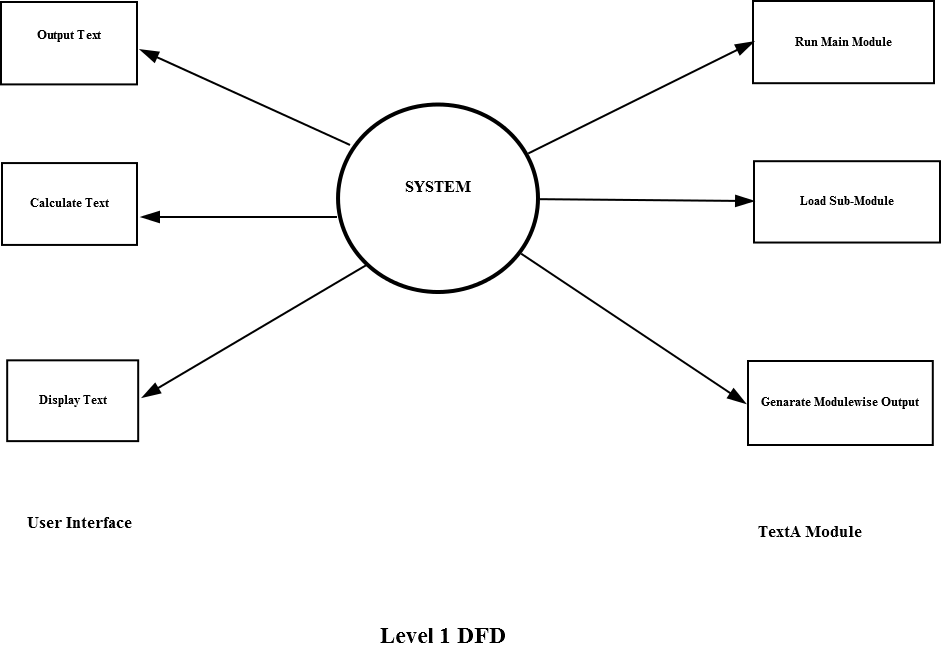 Output Text
Run Main Module
SYSTEM
Calculate Text
Load Sub-Module
Display Text
Genarate Modulewise Output
User Interface
TextA Module
Level 1 DFD